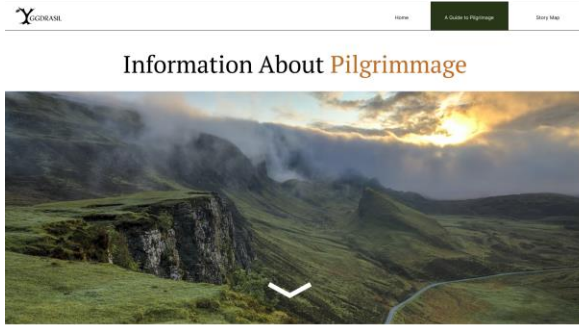 YGGDRASIL
Home
A Guide to Pilgrimage
Story Map
Information About Pilgrimmage